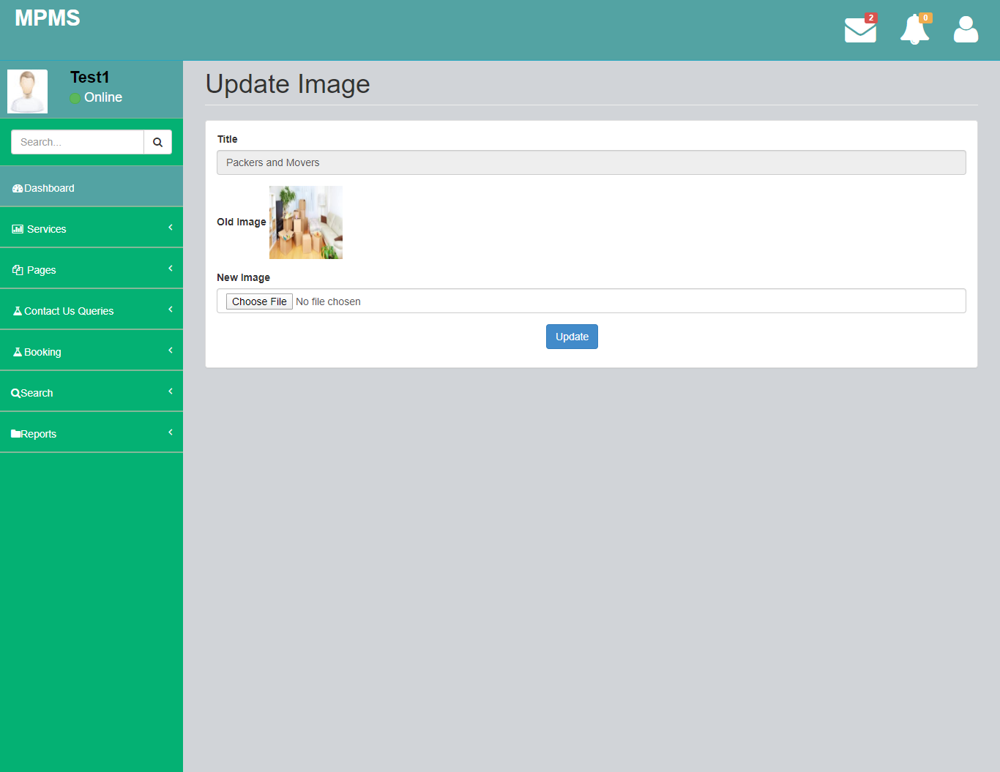 MPMS
2
0
Test1
Online
Search...
Dashboard
Services
Pages
Contact Us Queries
Booking
Search
Reports
Update Image
Title
Packers and Movers
Old Image
New Image
Choose File No file chosen
Update